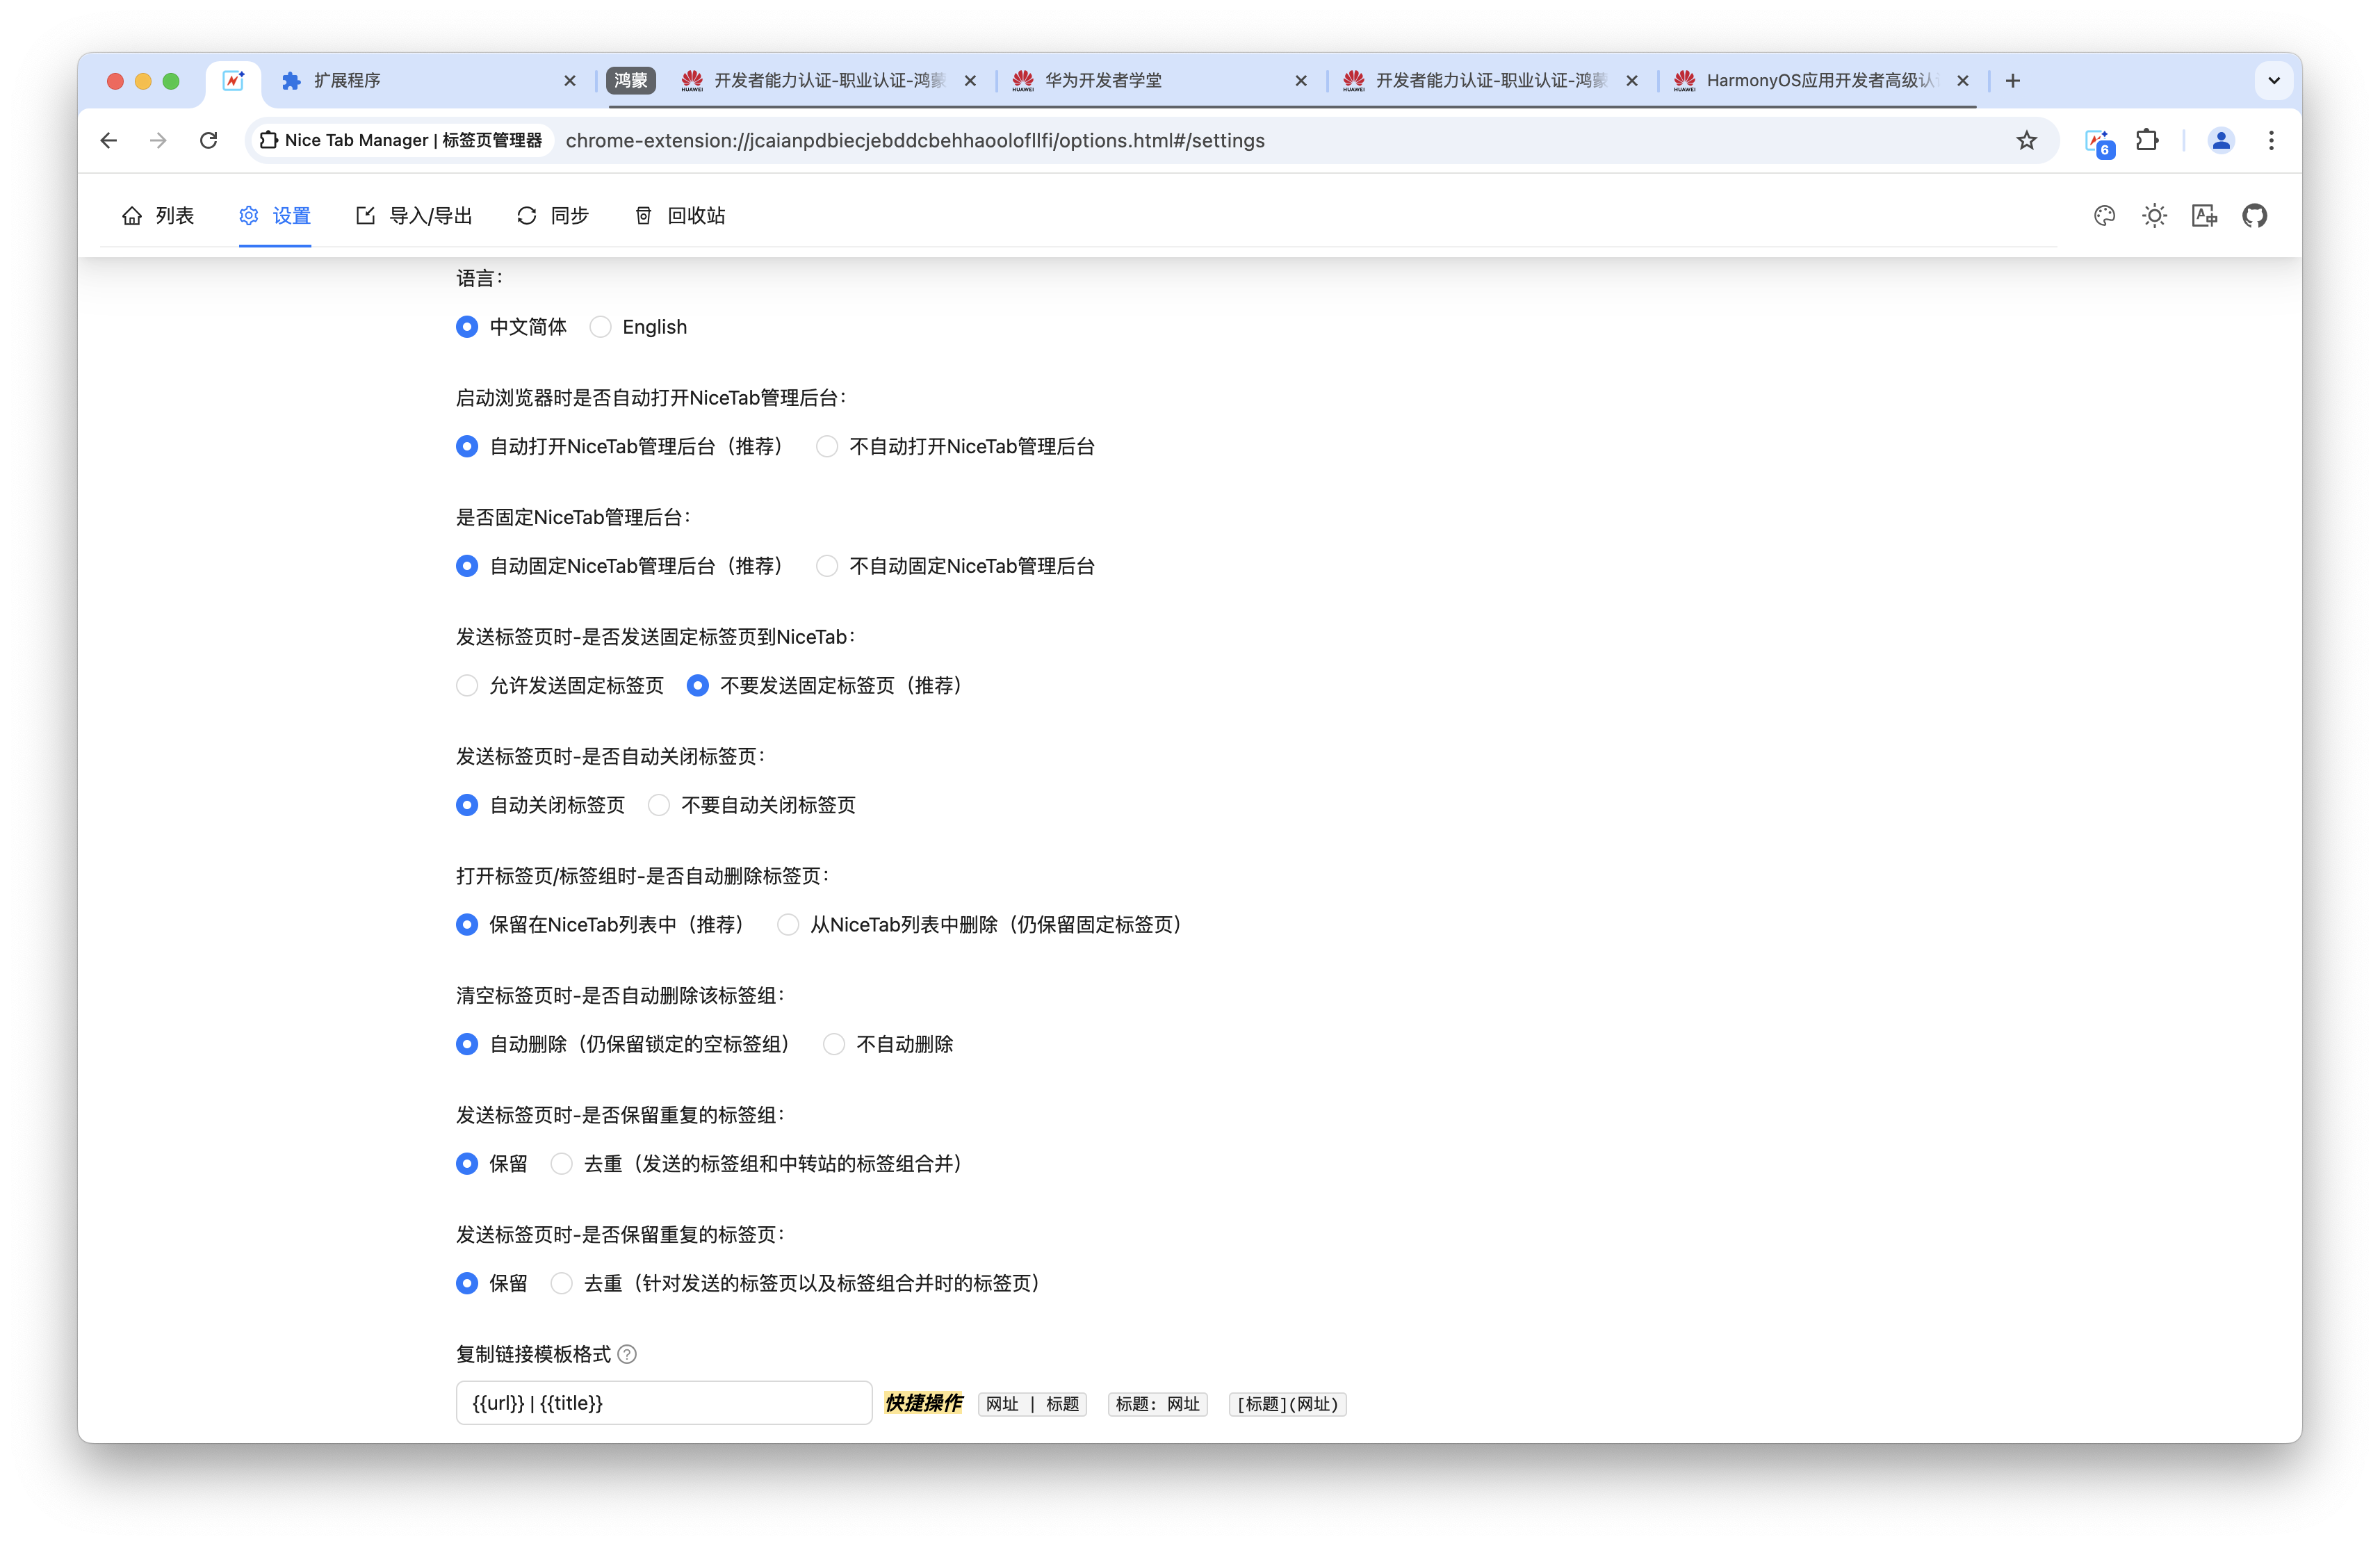 扩展程序
鸿蒙
HUAWEI 开发者能力认证-职业认证-鸿蒙
HUAWEI 华为开发者学堂
HUAWEI 开发者能力认证-职业认证-鸿蒙
HUAWEI HarmonyOS应用开发者高级认
Nice Tab Manager | 标签页管理器 chrome-extension://jcaianpdbiecjebddcbehhaoolofllfi/options.html#/settings
6
列表 设置 导入/导出 同步 回收站
语言:
中文简体 English
启动浏览器时是否自动打开NiceTab管理后台:
自动打开NiceTab管理后台（推荐） 不自动打开NiceTab管理后台
是否固定NiceTab管理后台:
自动固定NiceTab管理后台（推荐） 不自动固定NiceTab管理后台
发送标签页时-是否发送固定标签页到NiceTab:
允许发送固定标签页 不要发送固定标签页（推荐）
发送标签页时-是否自动关闭标签页:
自动关闭标签页 不要自动关闭标签页
打开标签页/标签组时-是否自动删除标签页:
保留在NiceTab列表中（推荐） 从NiceTab列表中删除（仍保留固定标签页）
清空标签页时-是否自动删除该标签组:
自动删除（仍保留锁定的空标签组） 不自动删除
发送标签页时-是否保留重复的标签组:
保留 去重（发送的标签组和中转站的标签组合并）
发送标签页时-是否保留重复的标签页:
保留 去重（针对发送的标签页以及标签组合并时的标签页）
复制链接模板格式
{{url}} | {{title}} 快捷操作 网址 | 标题 标题: 网址 [标题](网址)